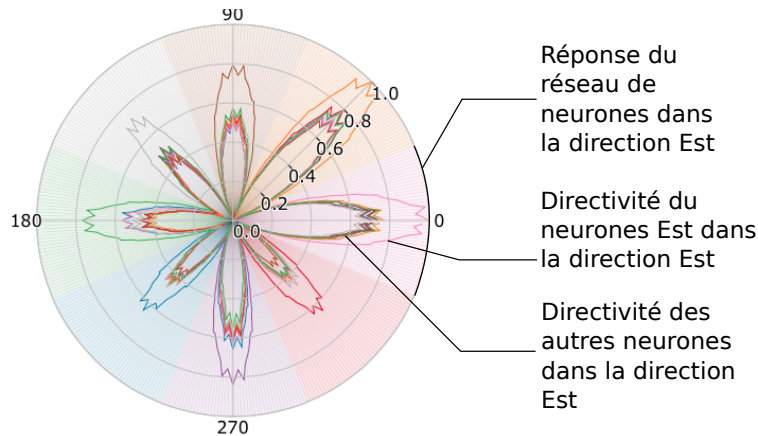 90
1.0
0.8
0.6
0.4
0.2
0.0
180
0
270
Réponse du
réseau de
neurones dans
la direction Est
Directivité du
neurones Est dans
la direction Est
Directivité des
autres neurones
dans la direction
Est